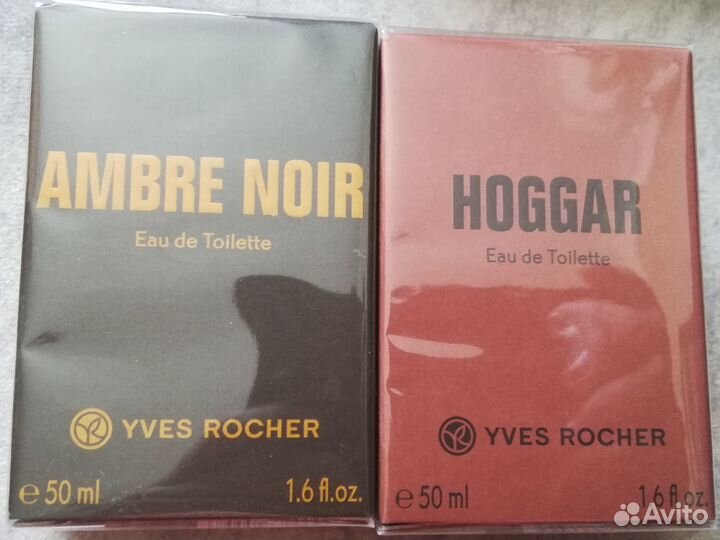 AMBRE NOIR
Eau de Toilette
YVES ROCHER
e 50 ml 1.6 fl.oz.
HOGGAR
Eau de Toilette
YVES ROCHER
e 50 ml 1.6 fl.oz.
Avito